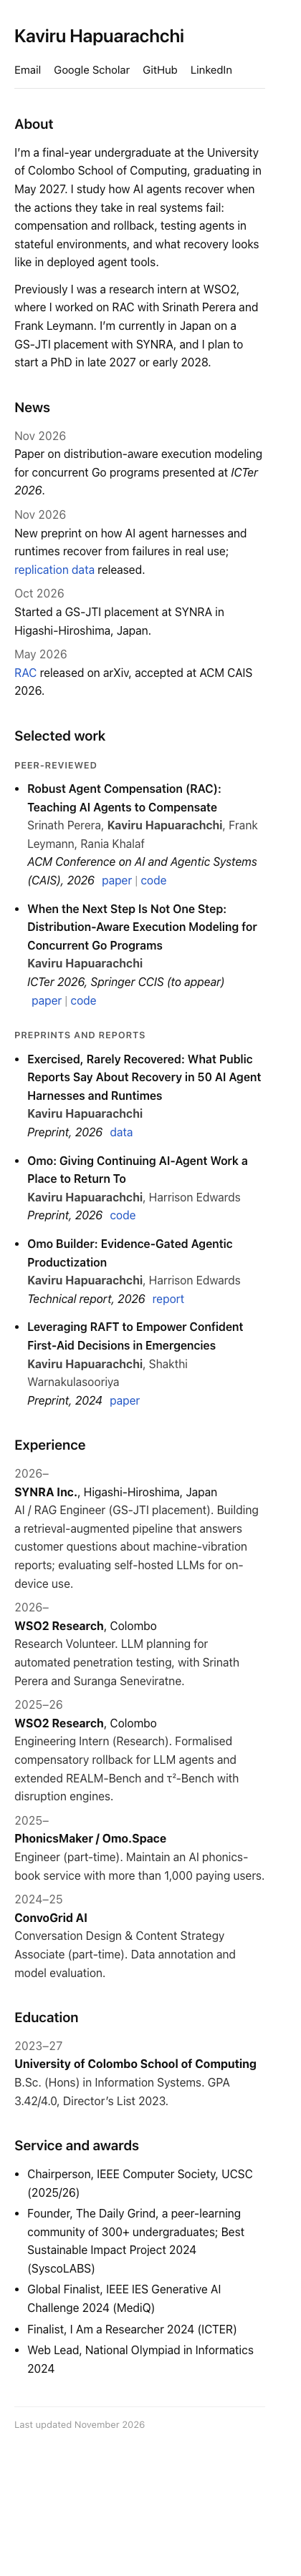 Kaviru Hapuarachchi
Email Google Scholar GitHub LinkedIn
About
I’m a final-year undergraduate at the University
of Colombo School of Computing, graduating in
May 2027. I study how AI agents recover when
the actions they take in real systems fail:
compensation and rollback, testing agents in
stateful environments, and what recovery looks
like in deployed agent tools.
Previously I was a research intern at WSO2,
where I worked on RAC with Srinath Perera and
Frank Leymann. I’m currently in Japan on a
GS-JTI placement with SYNRA, and I plan to
start a PhD in late 2027 or early 2028.
News
Nov 2026
Paper on distribution-aware execution modeling
for concurrent Go programs presented at ICTer
2026.
Nov 2026
New preprint on how AI agent harnesses and
runtimes recover from failures in real use;
replication data released.
Oct 2026
Started a GS-JTI placement at SYNRA in
Higashi-Hiroshima, Japan.
May 2026
RAC released on arXiv, accepted at ACM CAIS
2026.
Selected work
PEER-REVIEWED
• Robust Agent Compensation (RAC):
Teaching AI Agents to Compensate
Srinath Perera, Kaviru Hapuarachchi, Frank
Leymann, Rania Khalaf
ACM Conference on AI and Agentic Systems
(CAIS), 2026 paper | code
• When the Next Step Is Not One Step:
Distribution-Aware Execution Modeling for
Concurrent Go Programs
Kaviru Hapuarachchi
ICTer 2026, Springer CCIS (to appear)
paper | code
PREPRINTS AND REPORTS
• Exercised, Rarely Recovered: What Public
Reports Say About Recovery in 50 AI Agent
Harnesses and Runtimes
Kaviru Hapuarachchi
Preprint, 2026 data
• Omo: Giving Continuing AI-Agent Work a
Place to Return To
Kaviru Hapuarachchi, Harrison Edwards
Preprint, 2026 code
• Omo Builder: Evidence-Gated Agentic
Productization
Kaviru Hapuarachchi, Harrison Edwards
Technical report, 2026 report
• Leveraging RAFT to Empower Confident
First-Aid Decisions in Emergencies
Kaviru Hapuarachchi, Shakthi
Warnakulasooriya
Preprint, 2024 paper
Experience
2026–
SYNRA Inc., Higashi-Hiroshima, Japan
AI / RAG Engineer (GS-JTI placement). Building
a retrieval-augmented pipeline that answers
customer questions about machine-vibration
reports; evaluating self-hosted LLMs for on-
device use.
2026–
WSO2 Research, Colombo
Research Volunteer. LLM planning for
automated penetration testing, with Srinath
Perera and Suranga Seneviratne.
2025–26
WSO2 Research, Colombo
Engineering Intern (Research). Formalised
compensatory rollback for LLM agents and
extended REALM-Bench and τ²-Bench with
disruption engines.
2025–
PhonicsMaker / Omo.Space
Engineer (part-time). Maintain an AI phonics-
book service with more than 1,000 paying users.
2024–25
ConvoGrid AI
Conversation Design & Content Strategy
Associate (part-time). Data annotation and
model evaluation.
Education
2023–27
University of Colombo School of Computing
B.Sc. (Hons) in Information Systems. GPA
3.42/4.0, Director’s List 2023.
Service and awards
• Chairperson, IEEE Computer Society, UCSC
(2025/26)
• Founder, The Daily Grind, a peer-learning
community of 300+ undergraduates; Best
Sustainable Impact Project 2024
(SyscoLABS)
• Global Finalist, IEEE IES Generative AI
Challenge 2024 (MediQ)
• Finalist, I Am a Researcher 2024 (ICTER)
• Web Lead, National Olympiad in Informatics
2024
Last updated November 2026